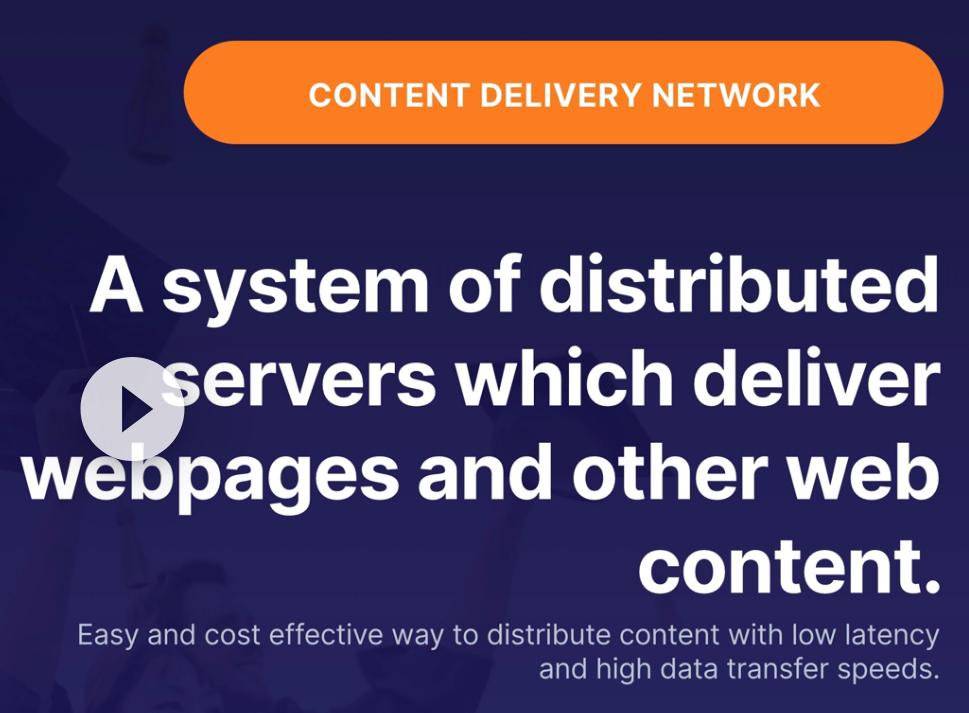 CONTENT DELIVERY NETWORK
A system of distributed
servers which deliver
webpages and other web
content.
Easy and cost effective way to distribute content with low latency
and high data transfer speeds.